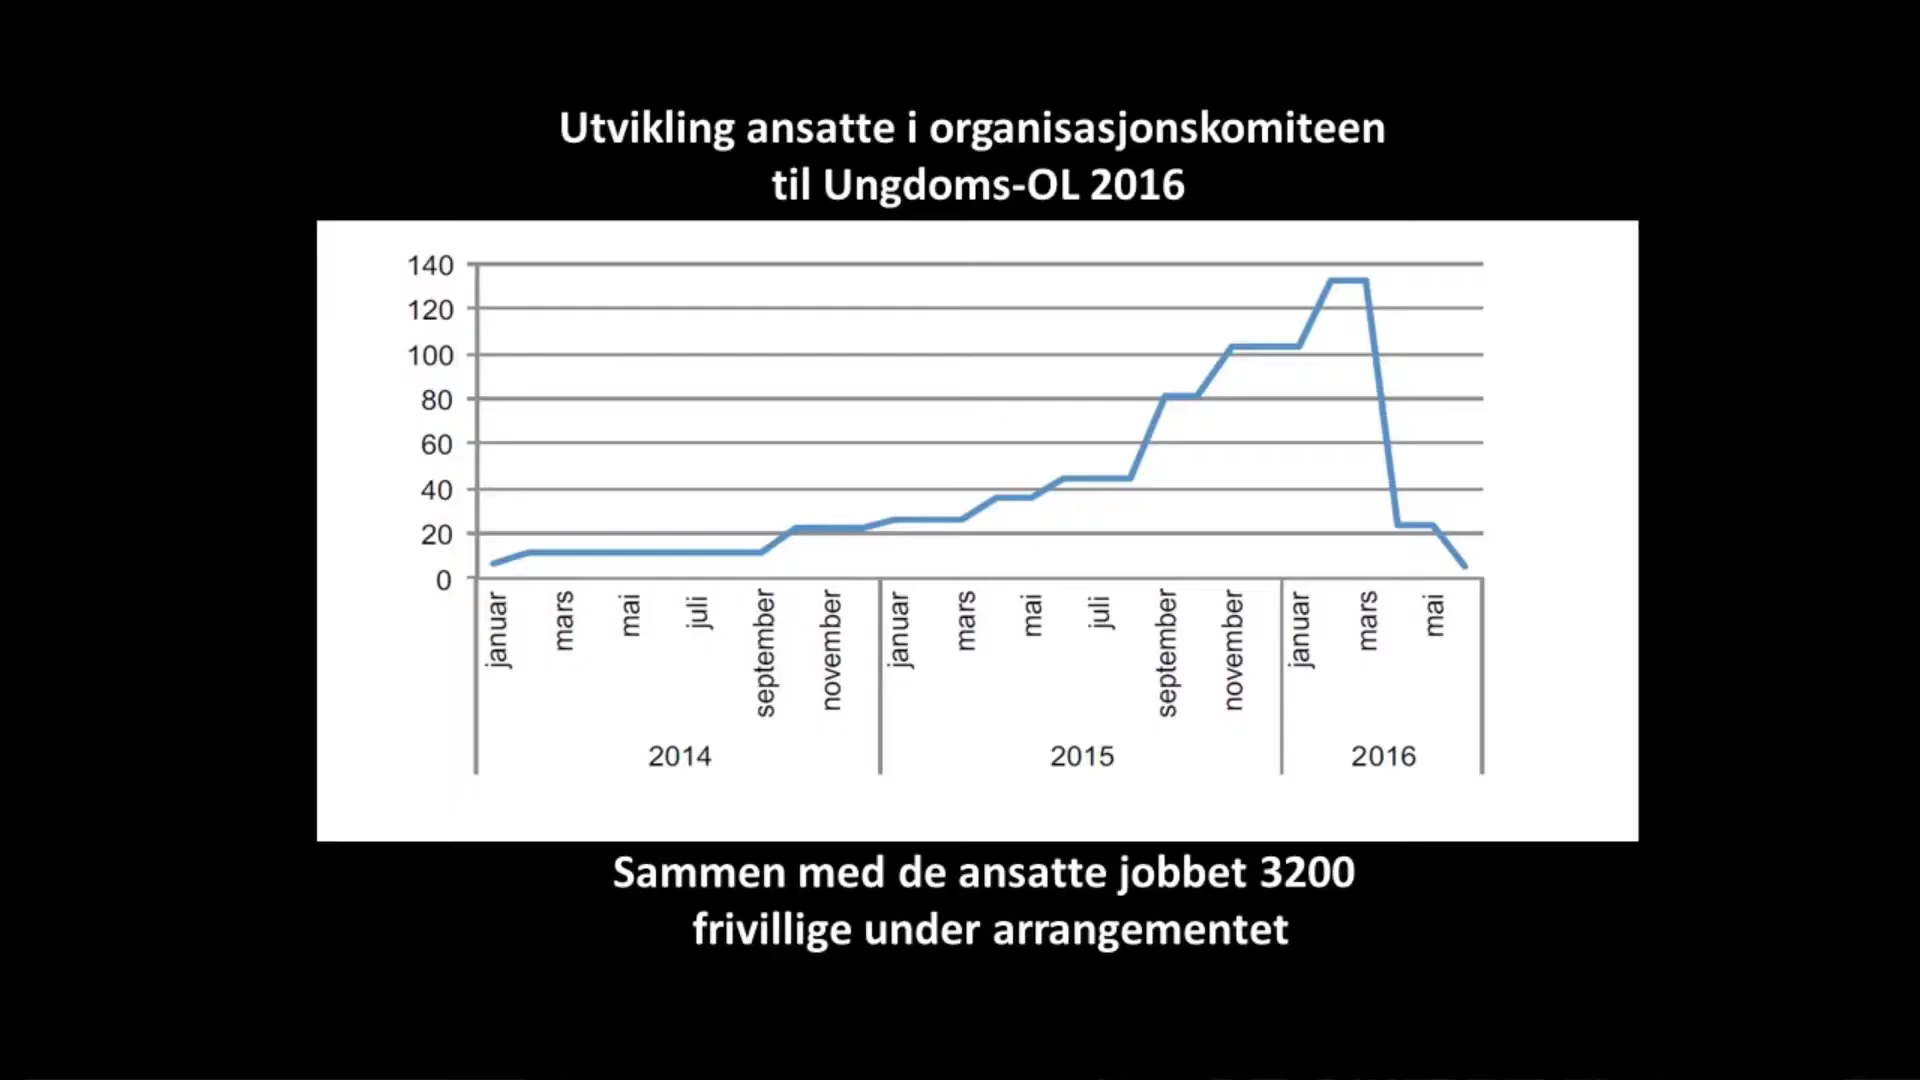 Utvikling ansatte i organisasjonskomiteen
til Ungdoms-OL 2016
140
120
100
80
60
40
20
0
januar
mars
mai
juli
september
november
januar
mars
mai
juli
september
november
januar
mars
mai
2014
2015
2016
Sammen med de ansatte jobbet 3200
frivillige under arrangementet